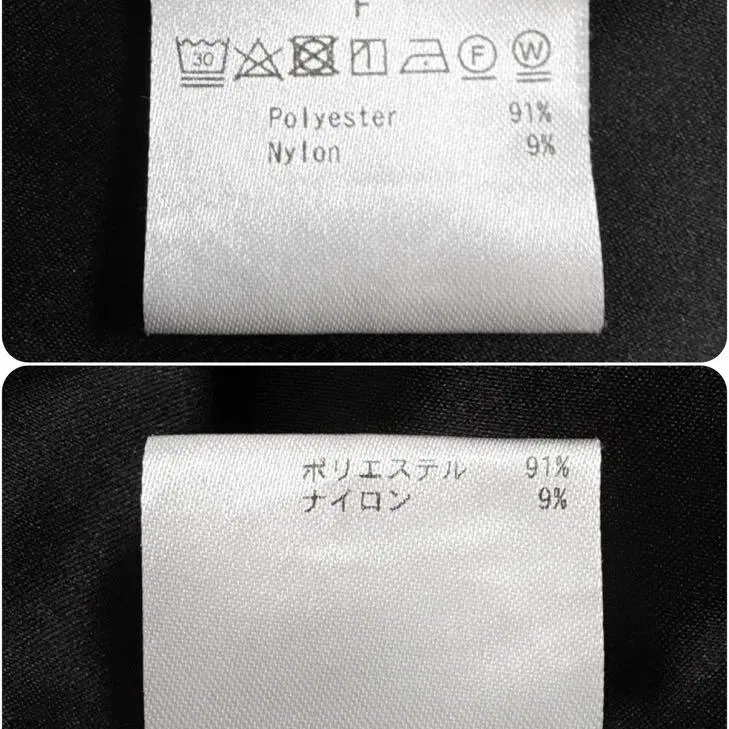 F
30 F W
Polyester 91%
Nylon 9%
ポリエステル 91%
ナイロン 9%